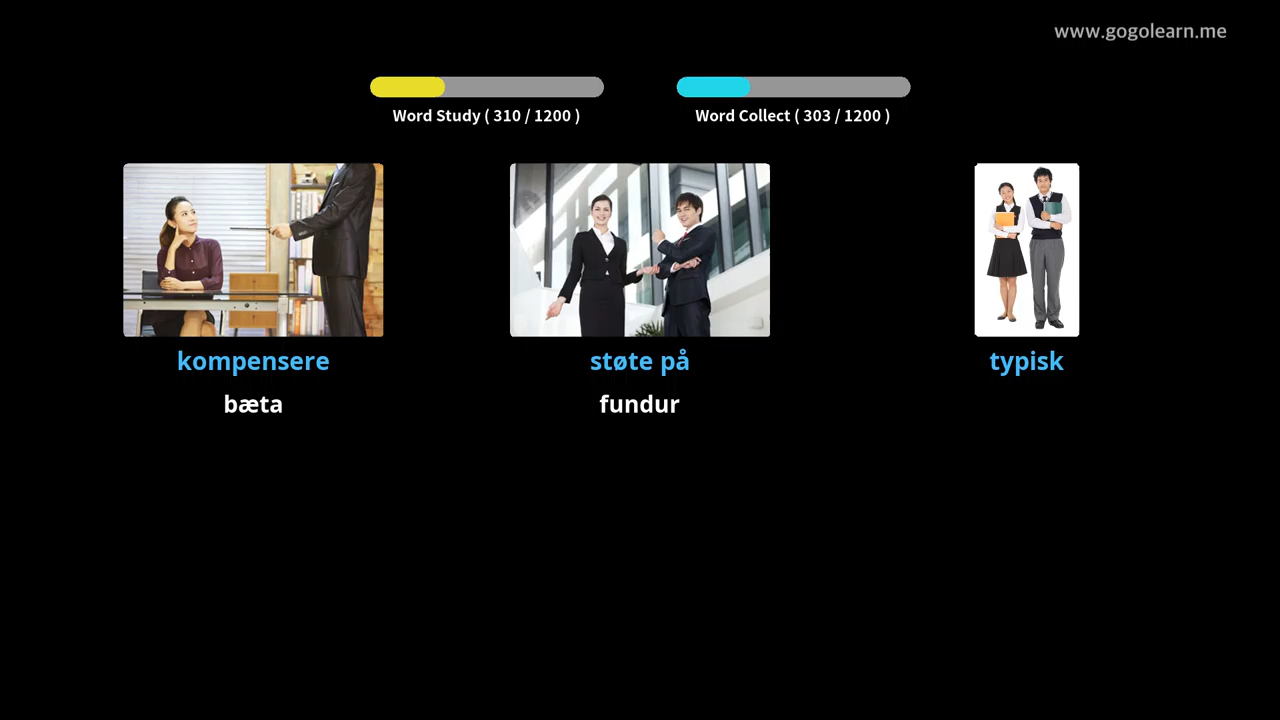 www.gogolearn.me
Word Study ( 310 / 1200 )
Word Collect ( 303 / 1200 )
kompensere
støte på
typisk
bæta
fundur